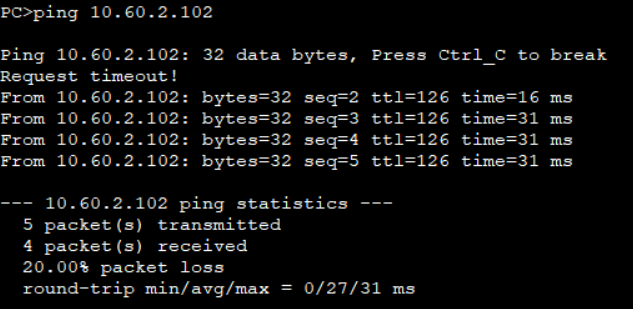 PC>ping 10.60.2.102
Ping 10.60.2.102: 32 data bytes, Press Ctrl_C to break
Request timeout!
From 10.60.2.102: bytes=32 seq=2 ttl=126 time=16 ms
From 10.60.2.102: bytes=32 seq=3 ttl=126 time=31 ms
From 10.60.2.102: bytes=32 seq=4 ttl=126 time=31 ms
From 10.60.2.102: bytes=32 seq=5 ttl=126 time=31 ms
--- 10.60.2.102 ping statistics ---
5 packet(s) transmitted
4 packet(s) received
20.00% packet loss
round-trip min/avg/max = 0/27/31 ms